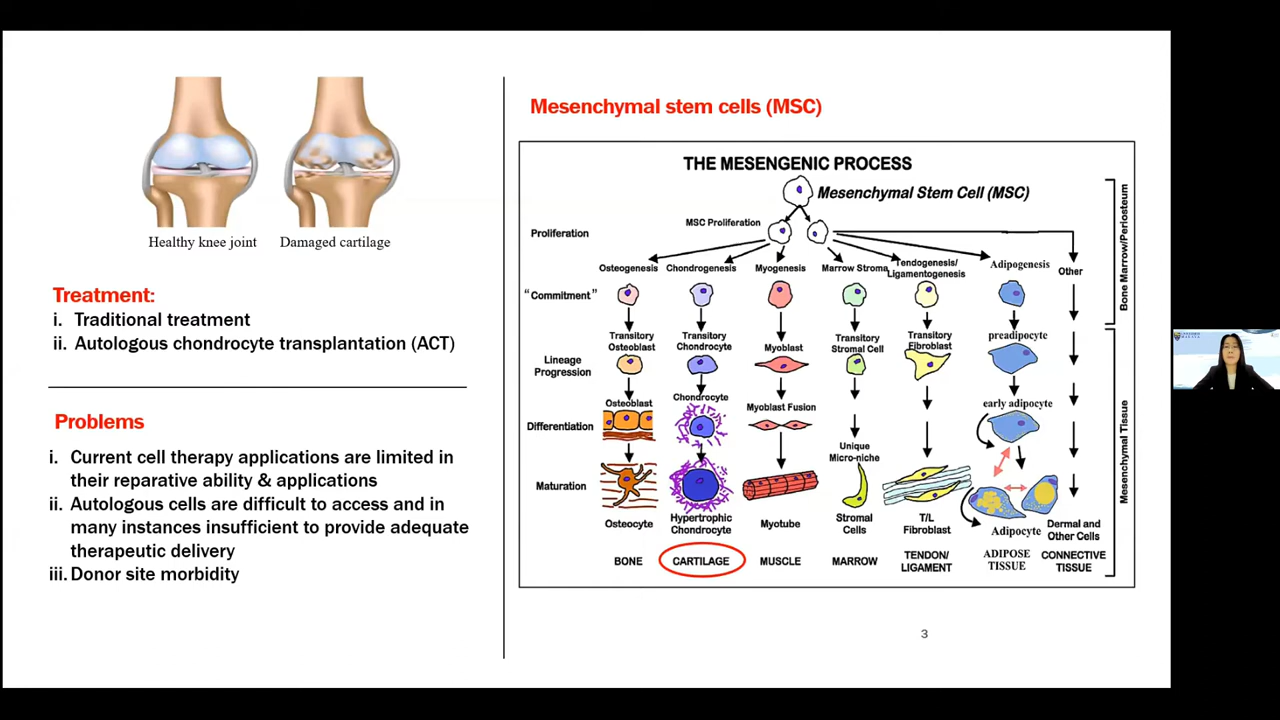 Healthy knee joint
Damaged cartilage
Treatment:
i. Traditional treatment
ii. Autologous chondrocyte transplantation (ACT)
Problems
i. Current cell therapy applications are limited in
their reparative ability & applications
ii. Autologous cells are difficult to access and in
many instances insufficient to provide adequate
therapeutic delivery
iii. Donor site morbidity
Mesenchymal stem cells (MSC)
THE MESENGENIC PROCESS
Mesenchymal Stem Cell (MSC)
MSC Proliferation
Proliferation
Osteogenesis
Chondrogenesis
Myogenesis
Marrow Stroma
Tendogenesis/
Ligamentogenesis
Adipogenesis
Other
"Commitment"
Transitory
Osteoblast
Transitory
Chondrocyte
Myoblast
Transitory
Stromal Cell
Transitory
Fibroblast
preadipocyte
Lineage
Progression
Osteoblast
Chondrocyte
Myoblast Fusion
early adipocyte
Differentiation
Unique
Micro-niche
Maturation
Osteocyte
Hypertrophic
Chondrocyte
Myotube
Stromal
Cells
T/L
Fibroblast
Adipocyte
Dermal and
Other Cells
BONE
CARTILAGE
MUSCLE
MARROW
TENDON/
LIGAMENT
ADIPOSE
TISSUE
CONNECTIVE
TISSUE
Bone Marrow/Periosteum
Mesenchymal Tissue
3